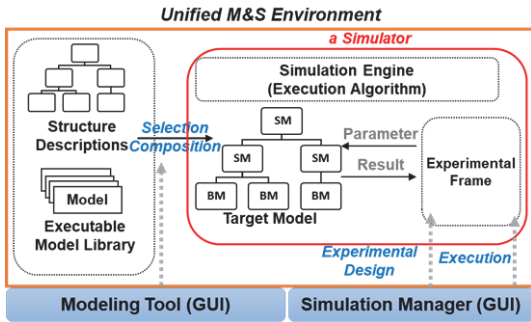 Unified M&S Environment
a Simulator
Simulation Engine
(Execution Algorithm)
Structure
Descriptions
Selection
Composition
Model
Executable
Model Library
SM
SM
SM
BM
BM
BM
Target Model
Parameter
Result
Experimental
Frame
Experimental
Design
Execution
Modeling Tool (GUI)
Simulation Manager (GUI)